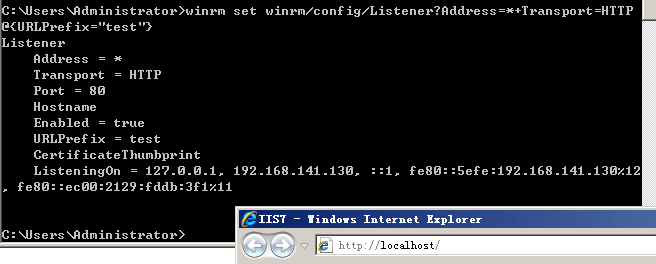 C:\Users\Administrator>winrm set winrm/config/Listener?Address=*+Transport=HTTP
@{URLPrefix="test"}
Listener
    Address = *
    Transport = HTTP
    Port = 80
    Hostname
    Enabled = true
    URLPrefix = test
    CertificateThumbprint
    ListeningOn = 127.0.0.1, 192.168.141.130, ::1, fe80::5efe:192.168.141.130%12
, fe80::ec00:2129:fddb:3f1%11
C:\Users\Administrator>
IIS7 - Windows Internet Explorer
http://localhost/